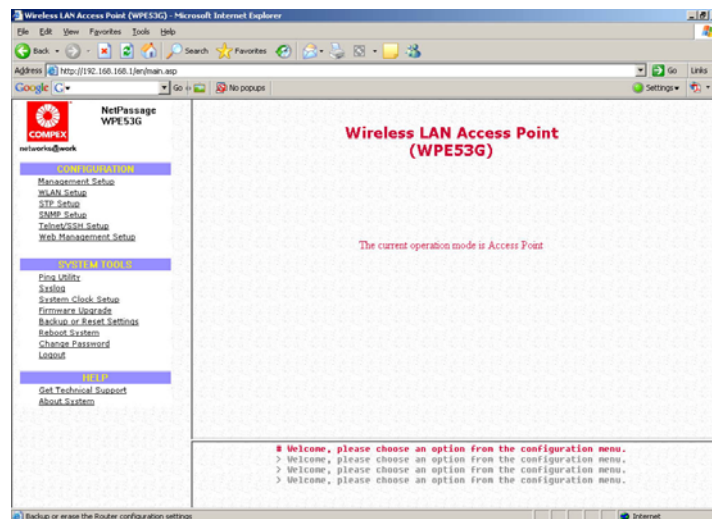 Wireless LAN Access Point (WPE53G) - Microsoft Internet Explorer
File Edit View Favorites Tools Help
Back Search Favorites
Address http://192.168.168.1/en/main.asp Go Links
Google Go No popups Settings
COMPEX
networks@work
NetPassage
WPE53G
CONFIGURATION
Management Setup
WLAN Setup
STP Setup
SNMP Setup
Telnet/SSH Setup
Web Management Setup
SYSTEM TOOLS
Ping Utility
Syslog
System Clock Setup
Firmware Upgrade
Backup or Reset Settings
Reboot System
Change Password
Logout
HELP
Get Technical Support
About System
Wireless LAN Access Point
(WPE53G)
The current operation mode is Access Point
# Welcome, please choose an option from the configuration menu.
> Welcome, please choose an option from the configuration menu.
> Welcome, please choose an option from the configuration menu.
> Welcome, please choose an option from the configuration menu.
Backup or erase the Router configuration settings Internet